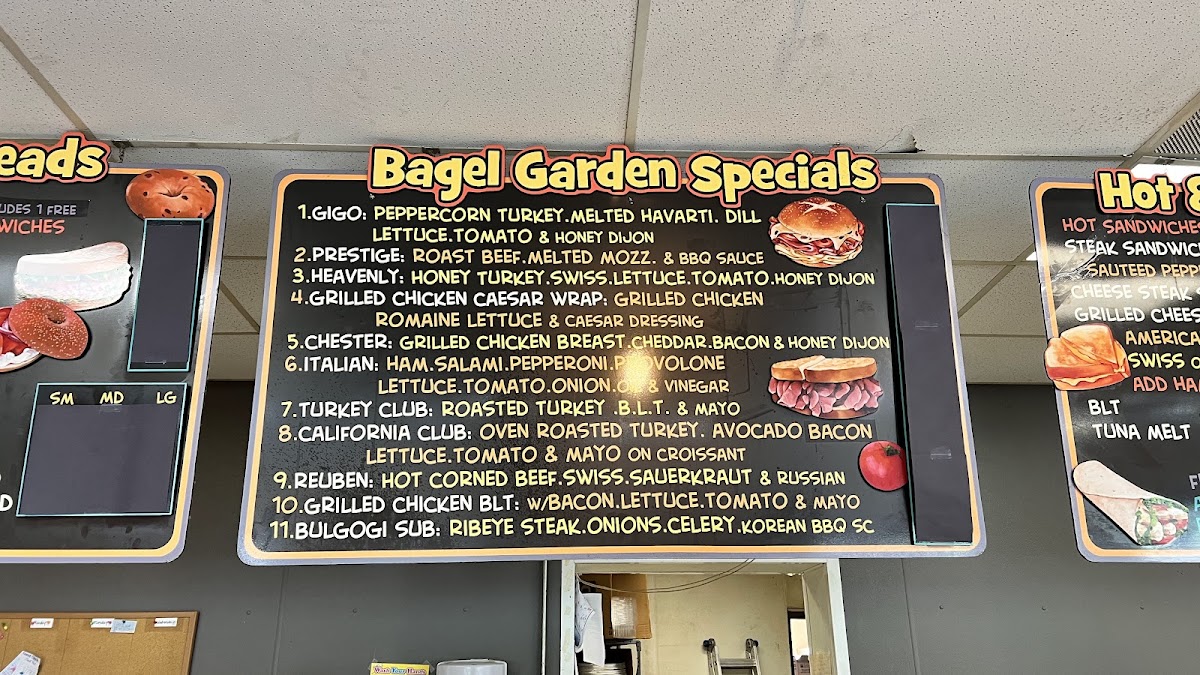 eads
UDES 1 FREE
WICHES
SM MD LG
D
Bagel Garden Specials
1.GIGO: PEPPERCORN TURKEY.MELTED HAVARTI. DILL
LETTUCE.TOMATO & HONEY DIJON
2.PRESTIGE: ROAST BEEF.MELTED MOZZ. & BBQ SAUCE
3.HEAVENLY: HONEY TURKEY.SWISS.LETTUCE.TOMATO.HONEY DIJON
4.GRILLED CHICKEN CAESAR WRAP: GRILLED CHICKEN
ROMAINE LETTUCE & CAESAR DRESSING
5.CHESTER: GRILLED CHICKEN BREAST.CHEDDAR.BACON & HONEY DIJON
6.ITALIAN: HAM.SALAMI.PEPPERONI.PROVOLONE
LETTUCE.TOMATO.ONION.OIL & VINEGAR
7.TURKEY CLUB: ROASTED TURKEY .B.L.T. & MAYO
8.CALIFORNIA CLUB: OVEN ROASTED TURKEY. AVOCADO BACON
LETTUCE.TOMATO & MAYO ON CROISSANT
9.REUBEN: HOT CORNED BEEF.SWISS.SAUERKRAUT & RUSSIAN
10.GRILLED CHICKEN BLT: W/BACON.LETTUCE.TOMATO & MAYO
11.BULGOGI SUB: RIBEYE STEAK.ONIONS.CELERY.KOREAN BBQ SC
Hot &
HOT SANDWICHES
STEAK SANDWIC
SAUTEED PEPP
CHEESE STEAK
GRILLED CHEES
AMERICA
SWISS O
ADD HA
BLT
TUNA MELT
F